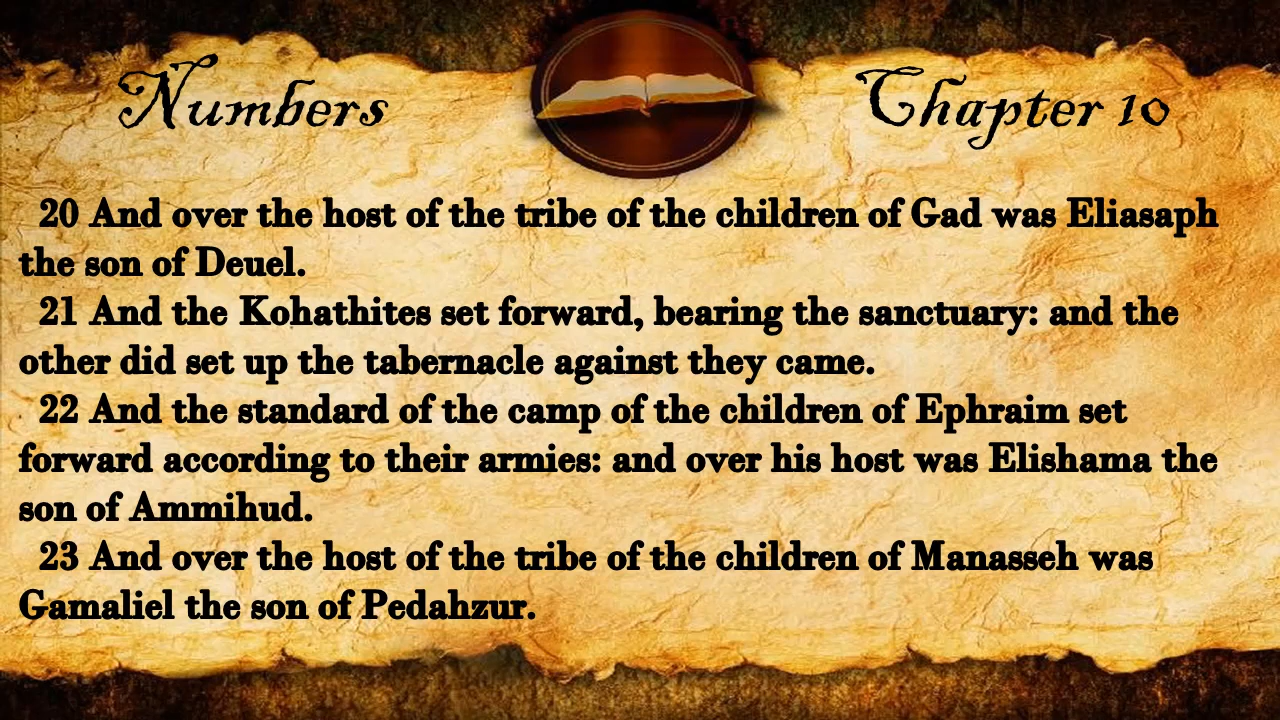 Numbers
Chapter 10
20 And over the host of the tribe of the children of Gad was Eliasaph
the son of Deuel.
21 And the Kohathites set forward, bearing the sanctuary: and the
other did set up the tabernacle against they came.
22 And the standard of the camp of the children of Ephraim set
forward according to their armies: and over his host was Elishama the
son of Ammihud.
23 And over the host of the tribe of the children of Manasseh was
Gamaliel the son of Pedahzur.